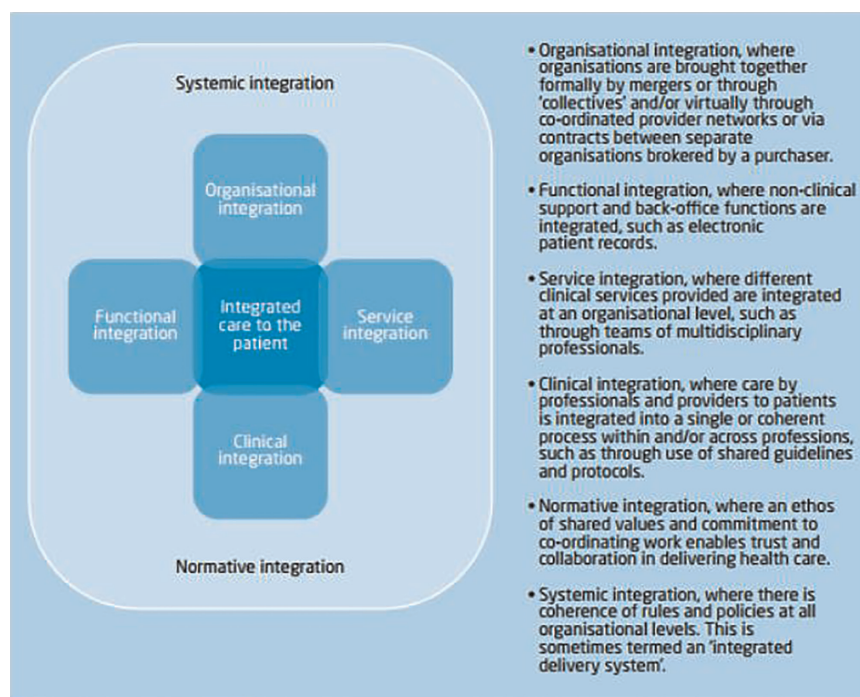 Systemic integration
Organisational
integration
Functional
integration
Integrated
care to the
patient
Service
integration
Clinical
integration
Normative integration
• Organisational integration, where
organisations are brought together
formally by mergers or through
'collectives' and/or virtually through
co-ordinated provider networks or via
contracts between separate
organisations brokered by a purchaser.
• Functional integration, where non-clinical
support and back-office functions are
integrated, such as electronic
patient records.
• Service integration, where different
clinical services provided are integrated
at an organisational level, such as
through teams of multidisciplinary
professionals.
• Clinical integration, where care by
professionals and providers to patients
is integrated into a single or coherent
process within and/or across professions,
such as through use of shared guidelines
and protocols.
• Normative integration, where an ethos
of shared values and commitment to
co-ordinating work enables trust and
collaboration in delivering health care.
• Systemic integration, where there is
coherence of rules and policies at all
organisational levels. This is
sometimes termed an 'integrated
delivery system'.